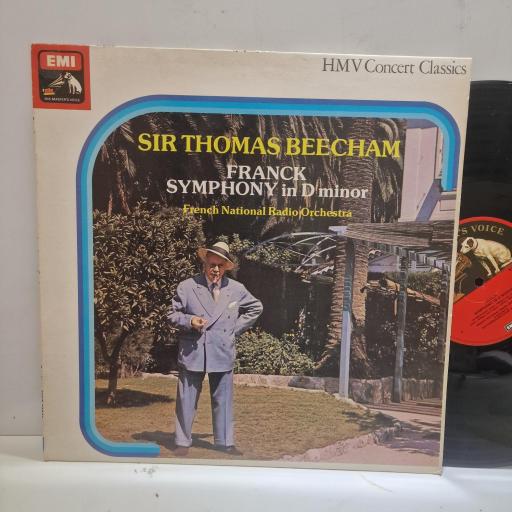 EMI
HIS MASTER'S VOICE
HMV Concert Classics
SIR THOMAS BEECHAM
FRANCK
SYMPHONY in D minor
French National Radio Orchestra
S VOICE